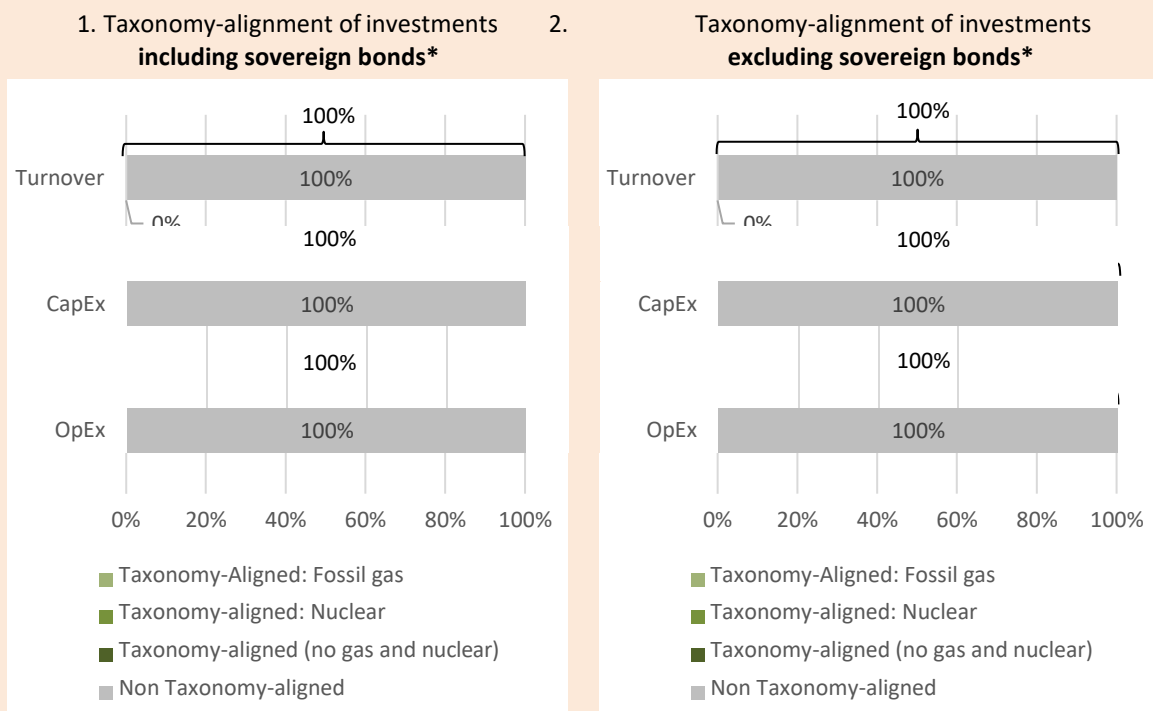 1. Taxonomy-alignment of investments
including sovereign bonds*
100%
Turnover 100%
0%
100%
CapEx 100%
100%
OpEx 100%
0% 20% 40% 60% 80% 100%
Taxonomy-Aligned: Fossil gas
Taxonomy-aligned: Nuclear
Taxonomy-aligned (no gas and nuclear)
Non Taxonomy-aligned
2. Taxonomy-alignment of investments
excluding sovereign bonds*
100%
Turnover 100%
0%
100%
CapEx 100%
100%
OpEx 100%
0% 20% 40% 60% 80% 100%
Taxonomy-Aligned: Fossil gas
Taxonomy-aligned: Nuclear
Taxonomy-aligned (no gas and nuclear)
Non Taxonomy-aligned